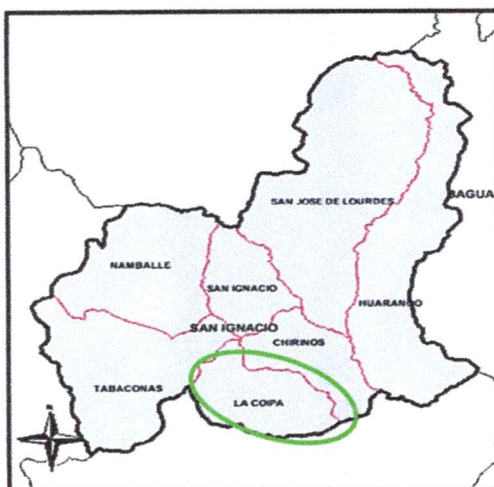 SAN JOSE DE LOURDES
BAGUA
NAMBALLE
SAN IGNACIO
HUARANGO
SAN IGNACIO
CHIRINOS
TABACONAS
LA COIPA